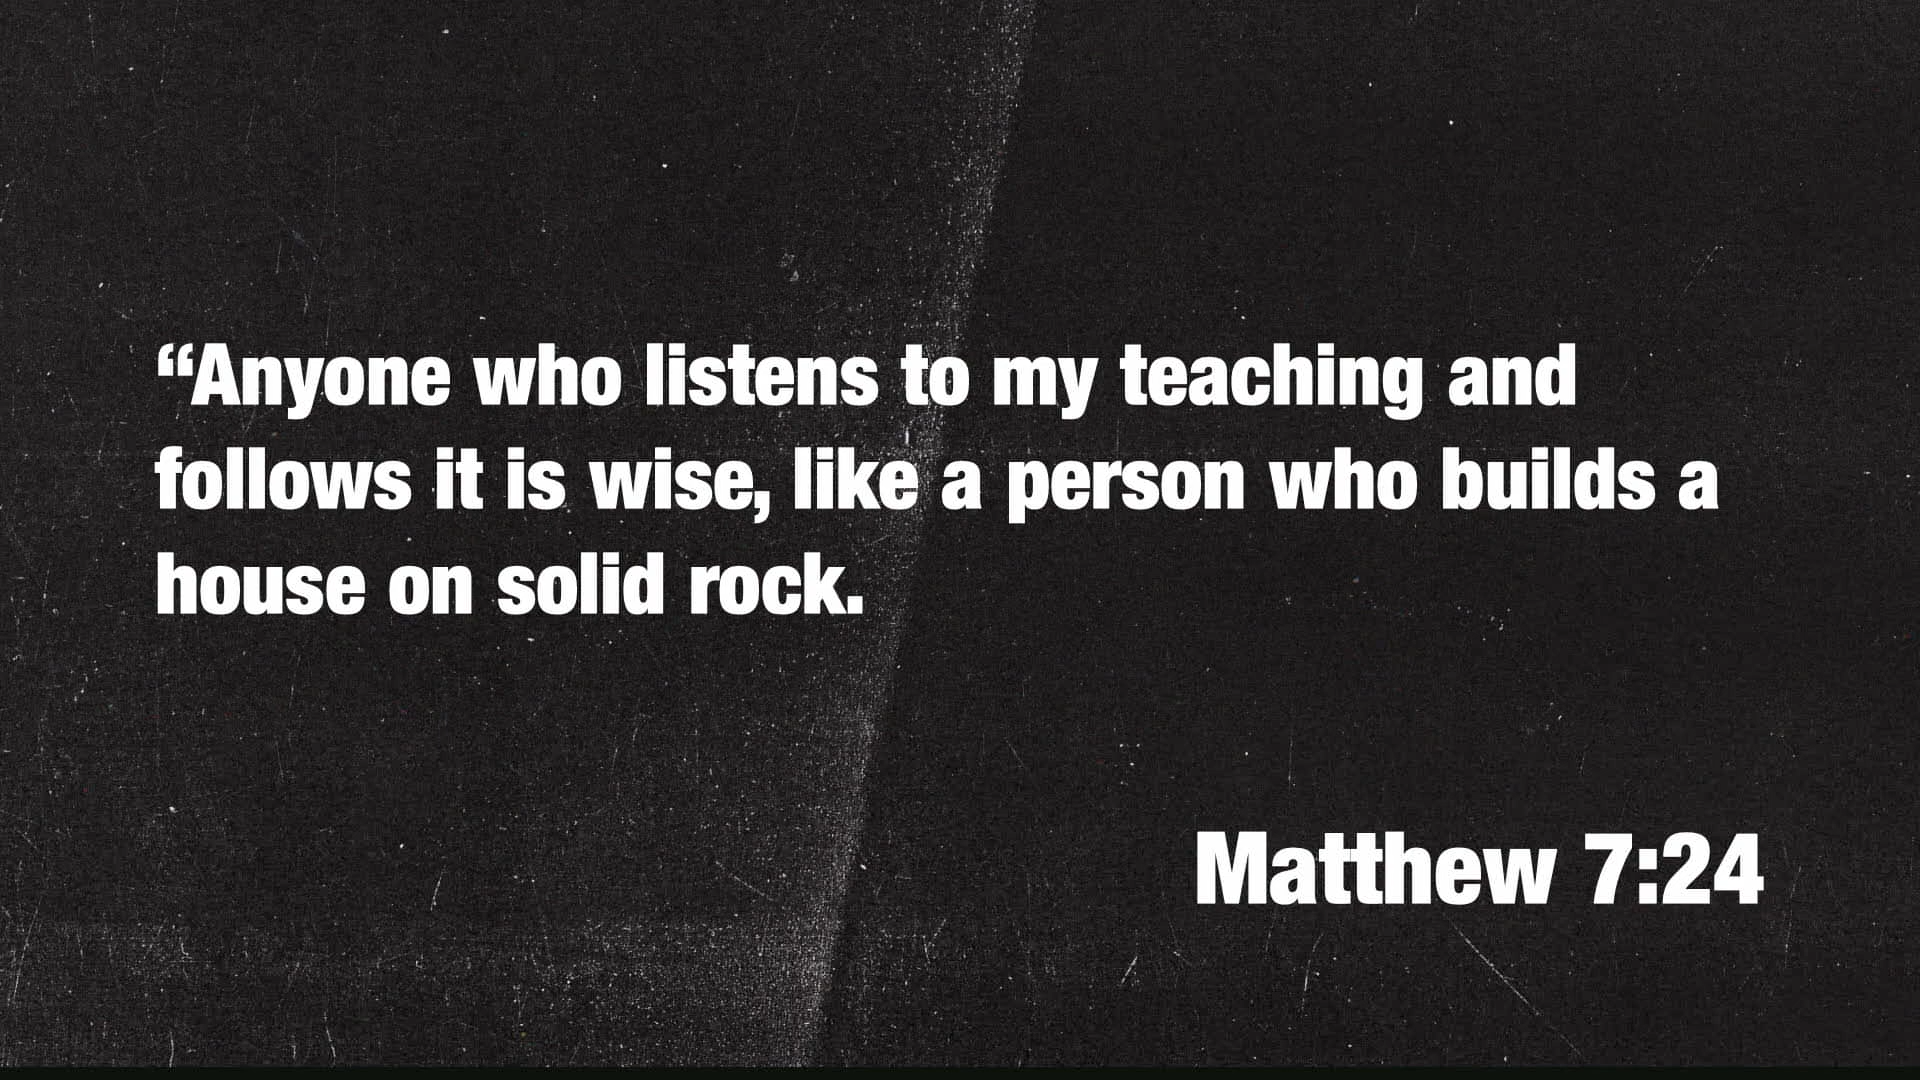 “Anyone who listens to my teaching and
follows it is wise, like a person who builds a
house on solid rock.
Matthew 7:24